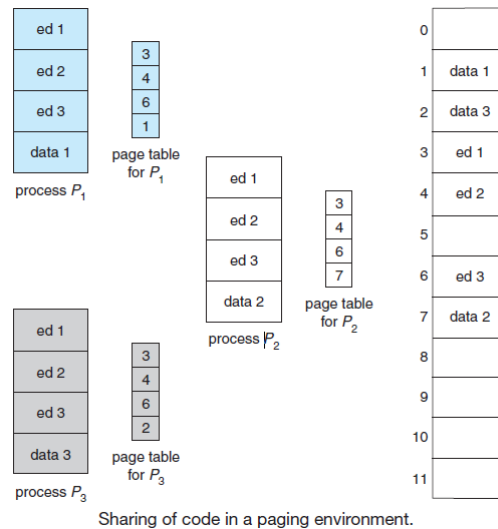 ed 1
ed 2
ed 3
data 1
process P1
3
4
6
1
page table
for P1
ed 1
ed 2
ed 3
data 2
process P2
3
4
6
7
page table
for P2
ed 1
ed 2
ed 3
data 3
process P3
3
4
6
2
page table
for P3
0
1 data 1
2 data 3
3 ed 1
4 ed 2
5
6 ed 3
7 data 2
8
9
10
11
Sharing of code in a paging environment.